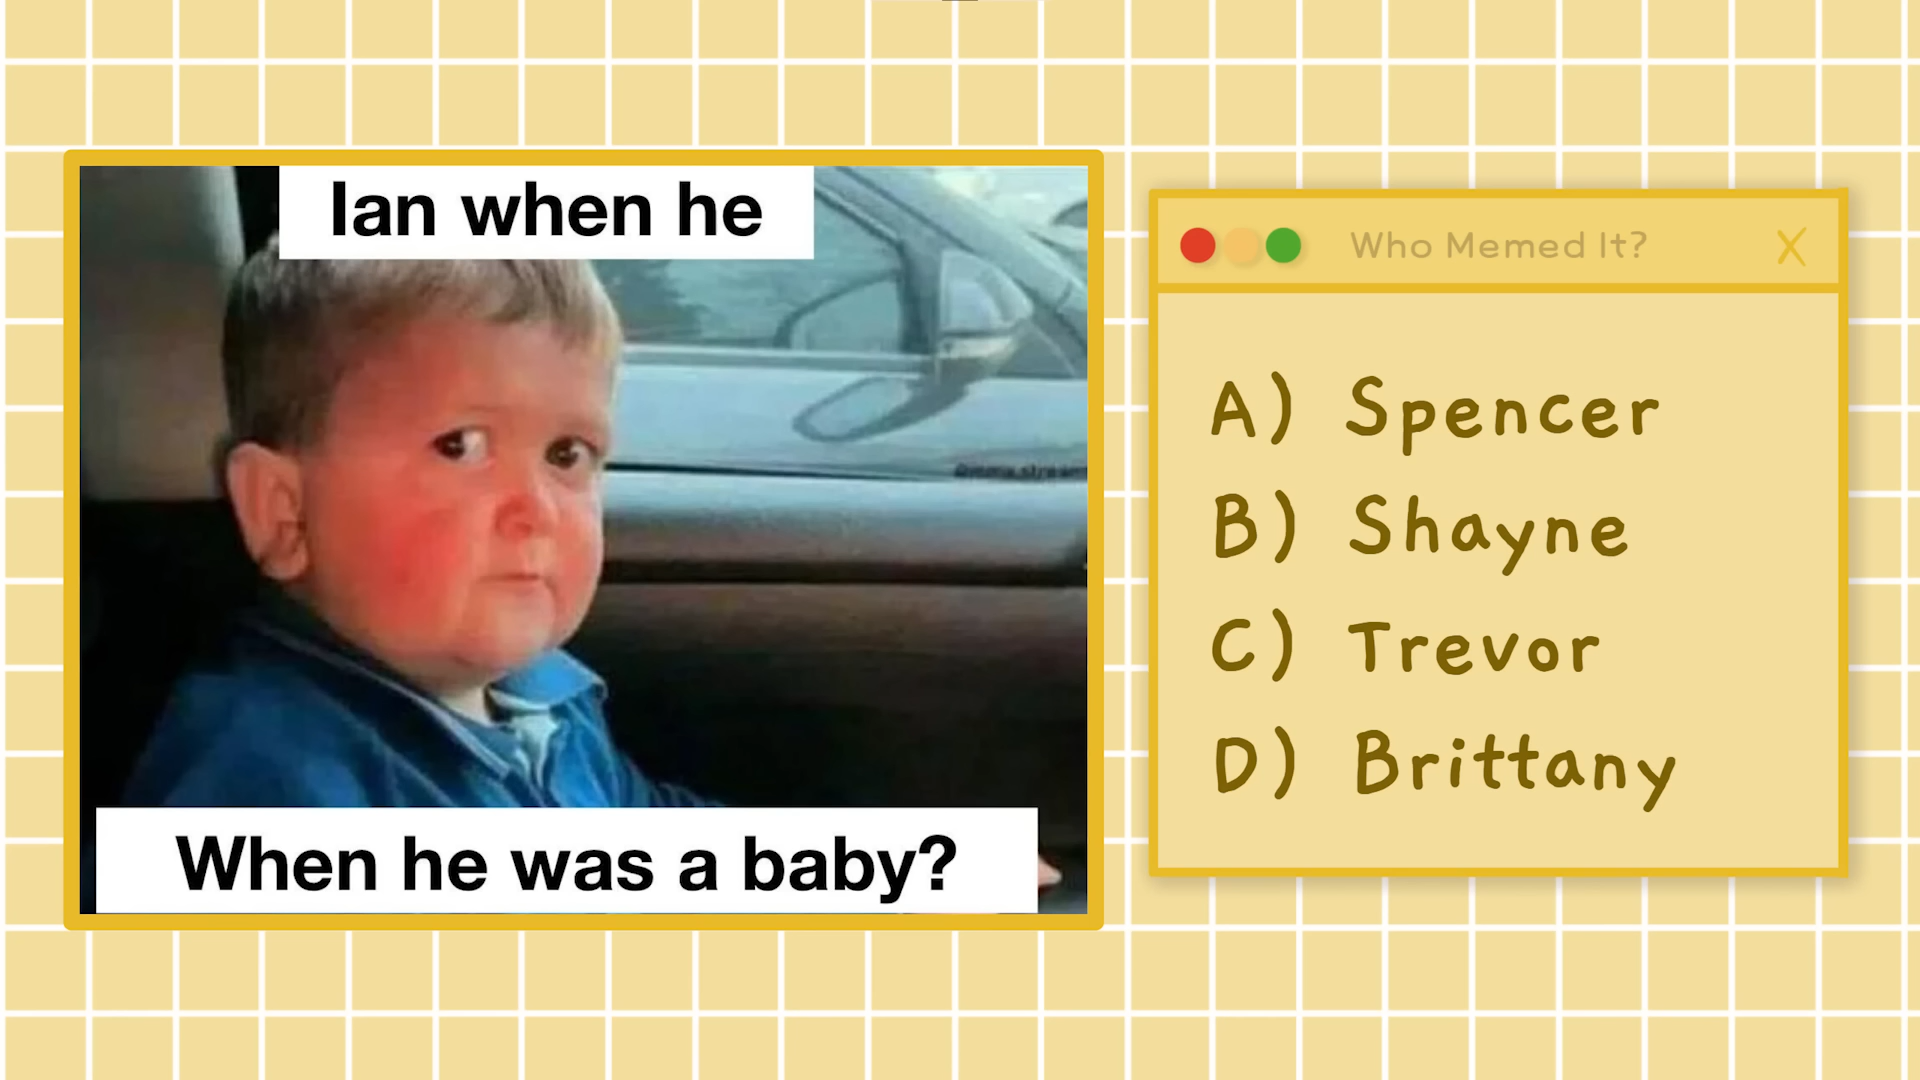 Ian when he
When he was a baby?
Who Memed It?
X
A) Spencer
B) Shayne
C) Trevor
D) Brittany